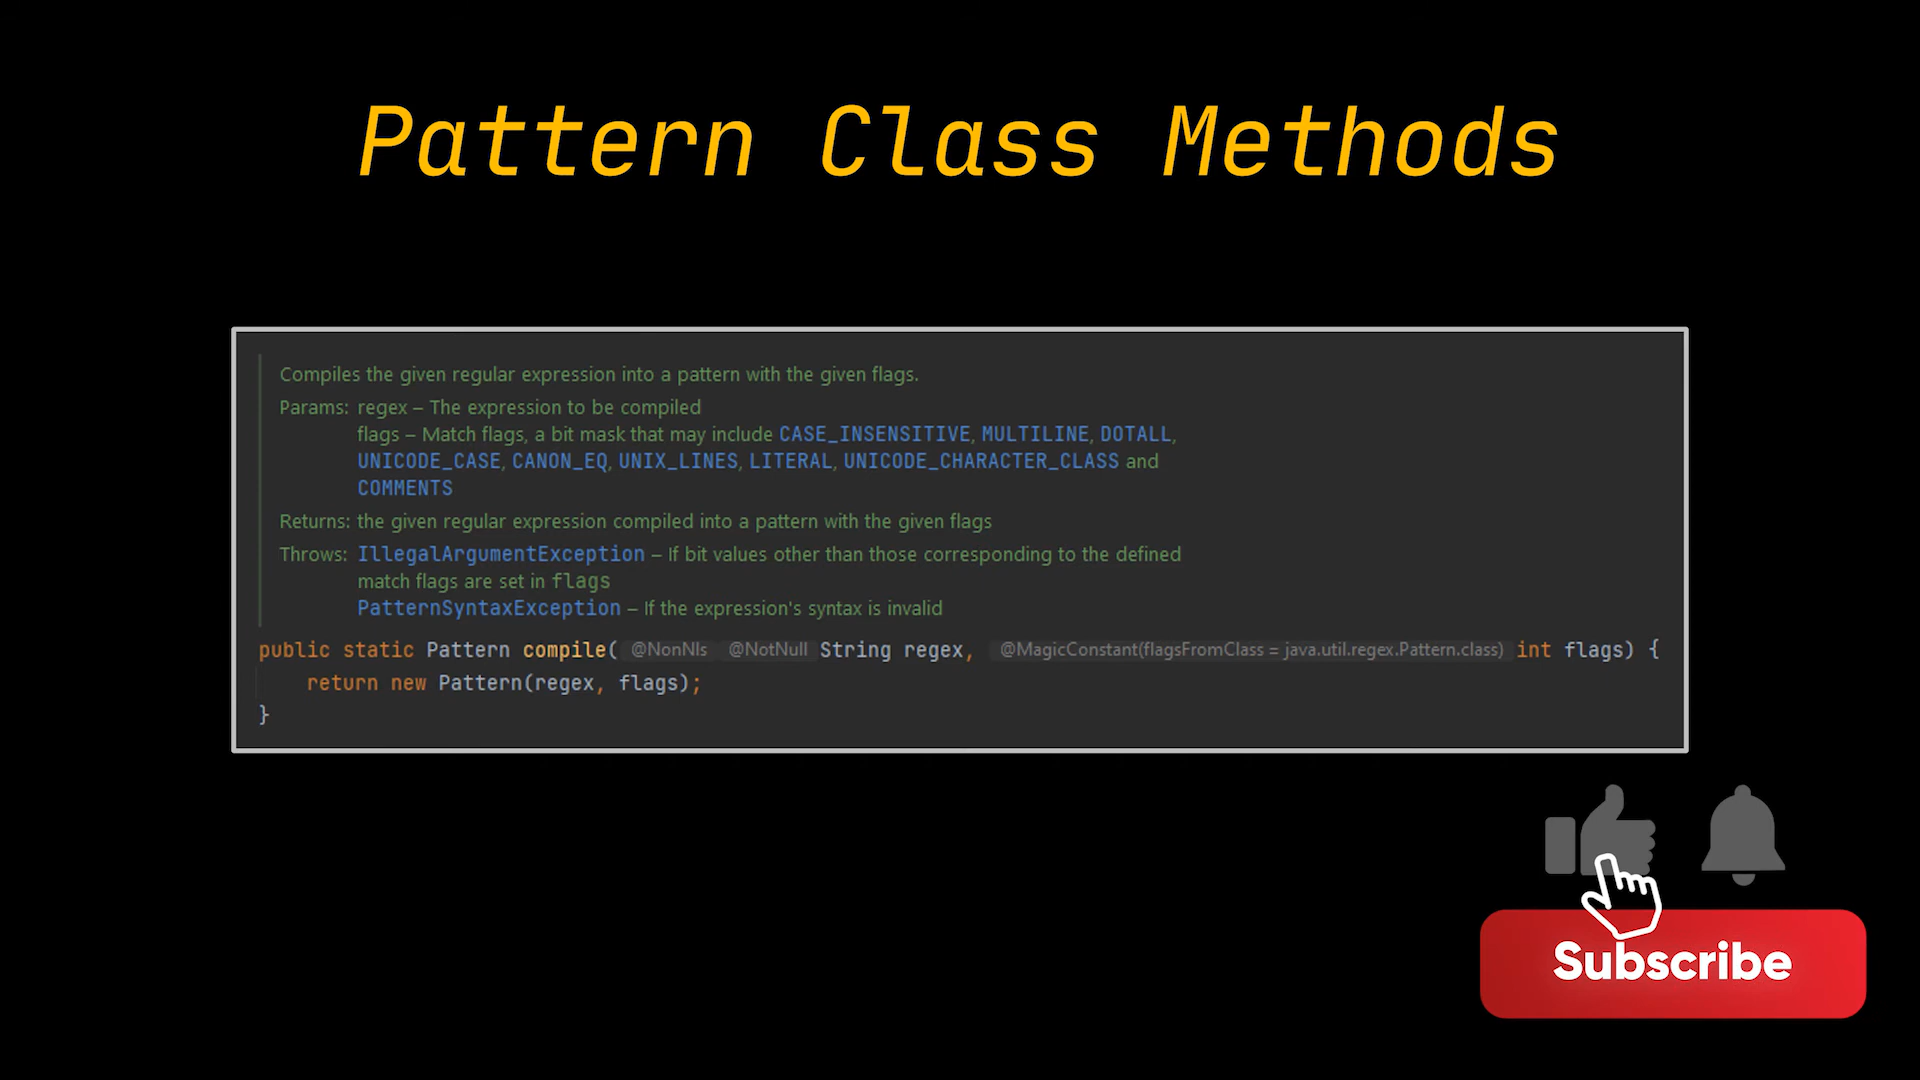 Pattern Class Methods
Compiles the given regular expression into a pattern with the given flags.
Params: regex – The expression to be compiled
flags – Match flags, a bit mask that may include CASE_INSENSITIVE, MULTILINE, DOTALL,
UNICODE_CASE, CANON_EQ, UNIX_LINES, LITERAL, UNICODE_CHARACTER_CLASS and
COMMENTS
Returns: the given regular expression compiled into a pattern with the given flags
Throws: IllegalArgumentException – If bit values other than those corresponding to the defined
match flags are set in flags
PatternSyntaxException – If the expression's syntax is invalid
public static Pattern compile( @NonNls @NotNull String regex, @MagicConstant(flagsFromClass = java.util.regex.Pattern.class) int flags) {
return new Pattern(regex, flags);
}
Subscribe